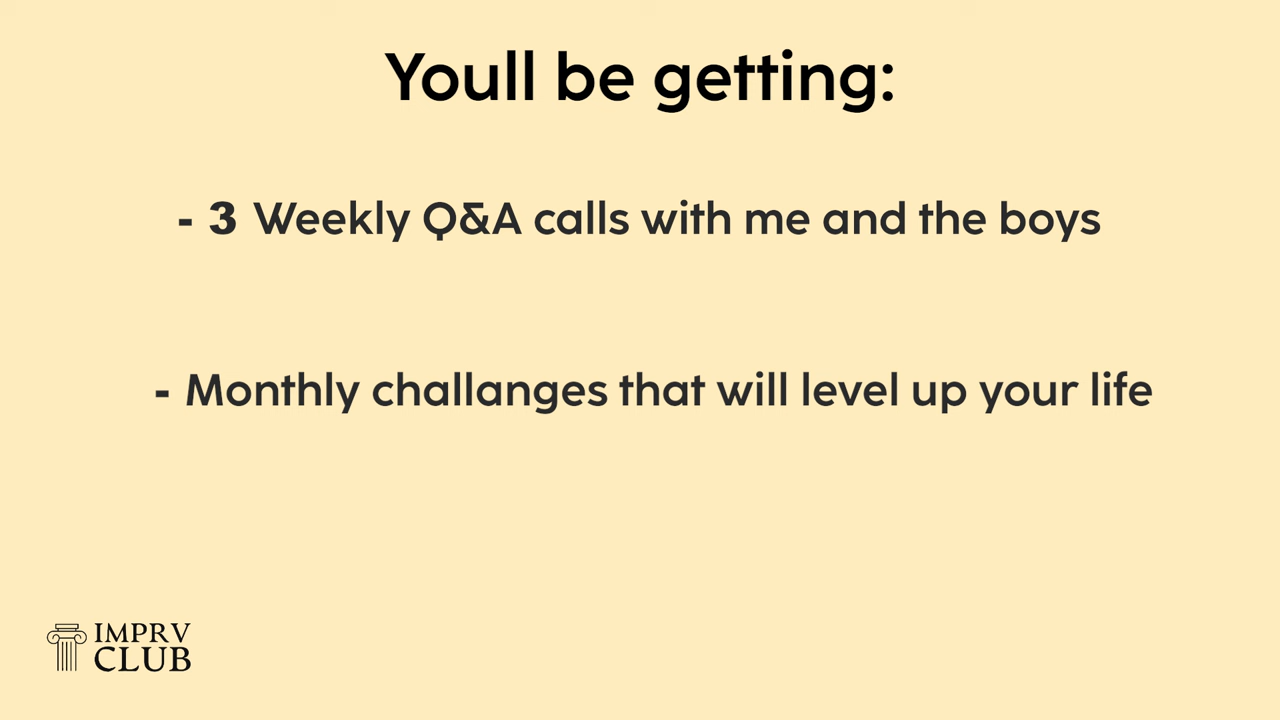 Youll be getting:
- 3 Weekly Q&A calls with me and the boys
- Monthly challanges that will level up your life
IMPRV
CLUB